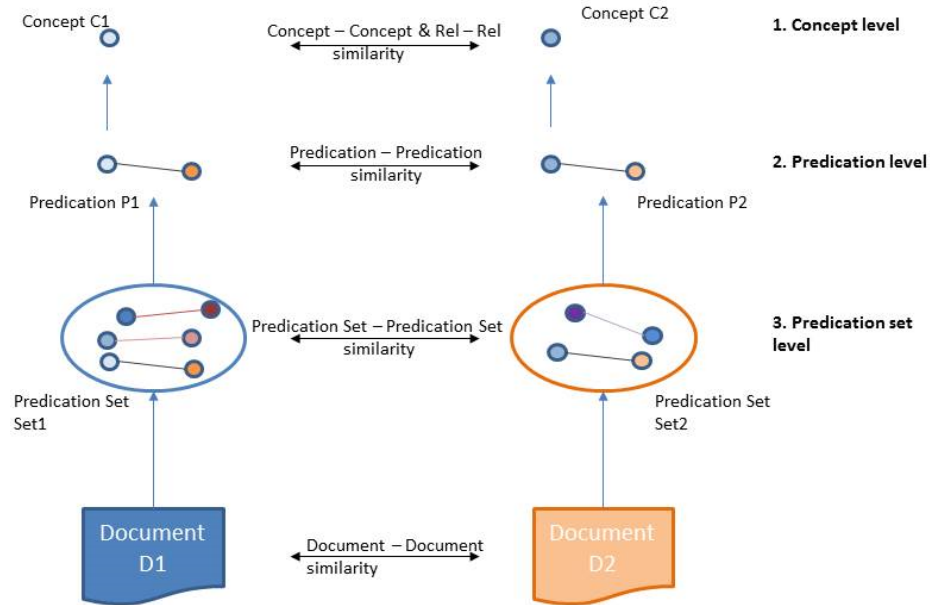 Concept C1
Concept C2
1. Concept level
Concept – Concept & Rel – Rel
similarity
Predication – Predication
similarity
2. Predication level
Predication P1
Predication P2
Predication Set – Predication Set
similarity
3. Predication set
level
Predication Set
Set1
Predication Set
Set2
Document
D1
Document – Document
similarity
Document
D2